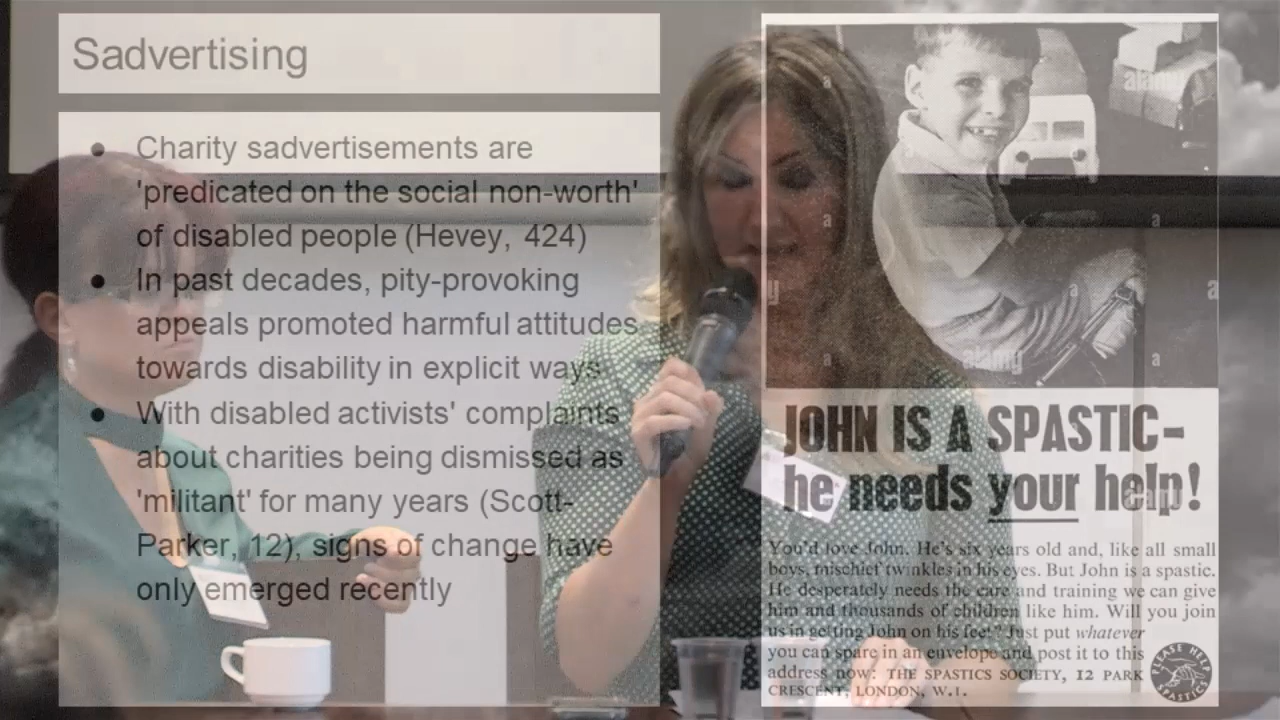 Sadvertising
• Charity sadvertisements are
'predicated on the social non-worth'
of disabled people (Hevey, 424)
• In past decades, pity-provoking
appeals promoted harmful attitudes
towards disability in explicit ways
• With disabled activists' complaints
about charities being dismissed as
'militant' for many years (Scott-
Parker, 12), signs of change have
only emerged recently
alamy
a
a
a
a
a
a
alamy
a
JOHN IS A SPASTIC–
he needs your help!
alamy
You'd love John. He's six years old and, like all small
boys, mischief twinkles in his eyes. But John is a spastic.
He desperately needs the care and training we can give
him and thousands of children like him. Will you join
us in getting John on his feet? Just put whatever
you can spare in an envelope and post it to this
address now: THE SPASTICS SOCIETY, 12 PARK
CRESCENT, LONDON, W.1.
PLEASE HELP
SPASTICS